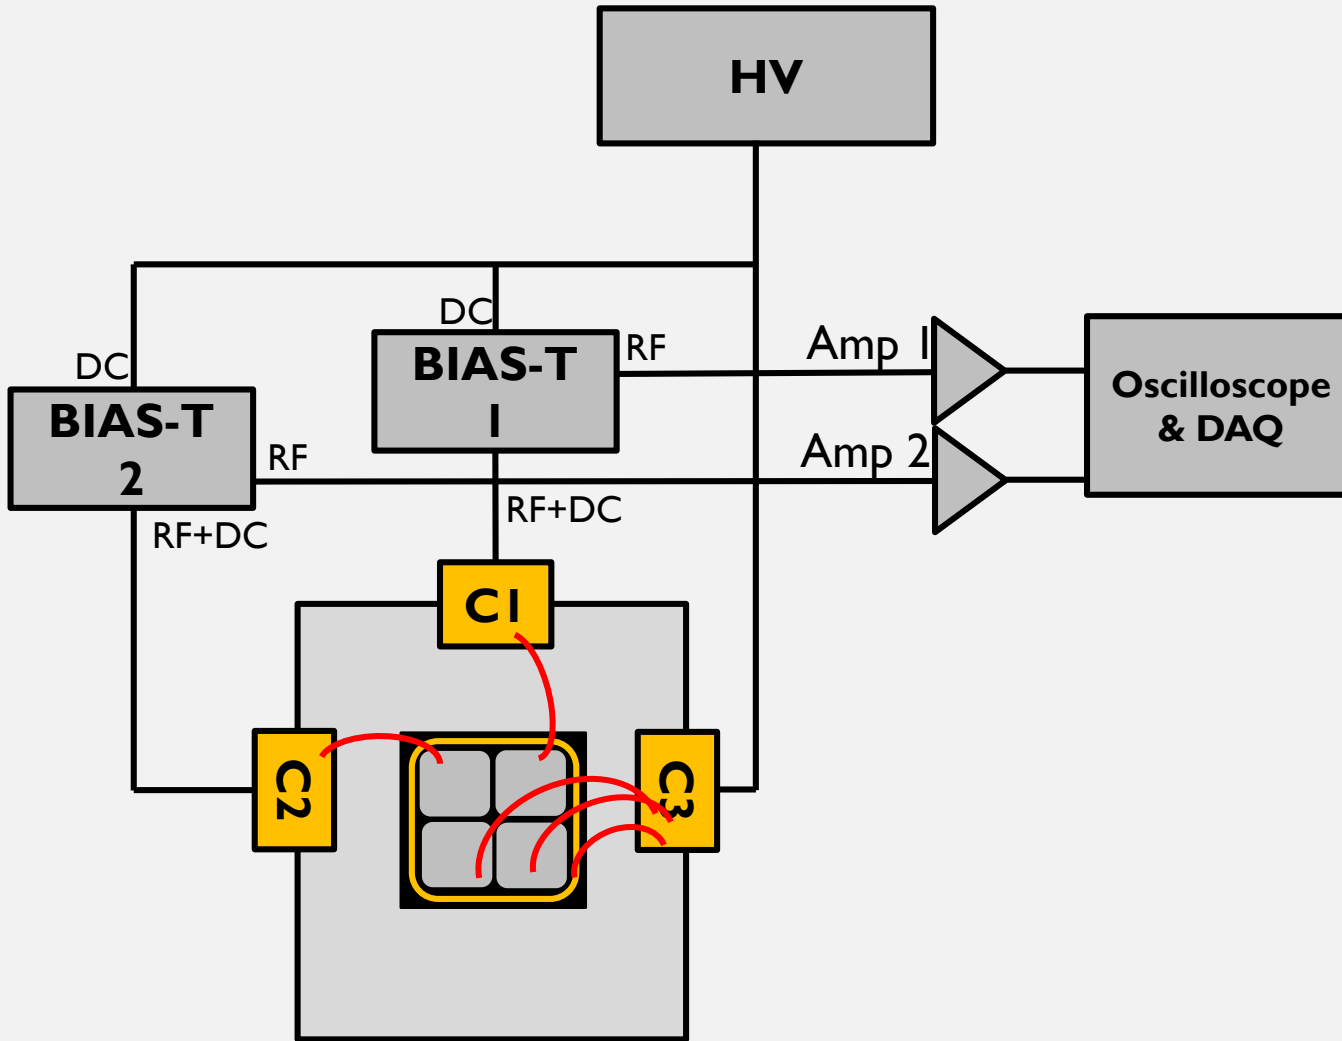 HV
DC
BIAS-T
1
RF
Amp 1
Oscilloscope
& DAQ
DC
BIAS-T
2
RF
Amp 2
RF+DC
RF+DC
C1
C2
C3